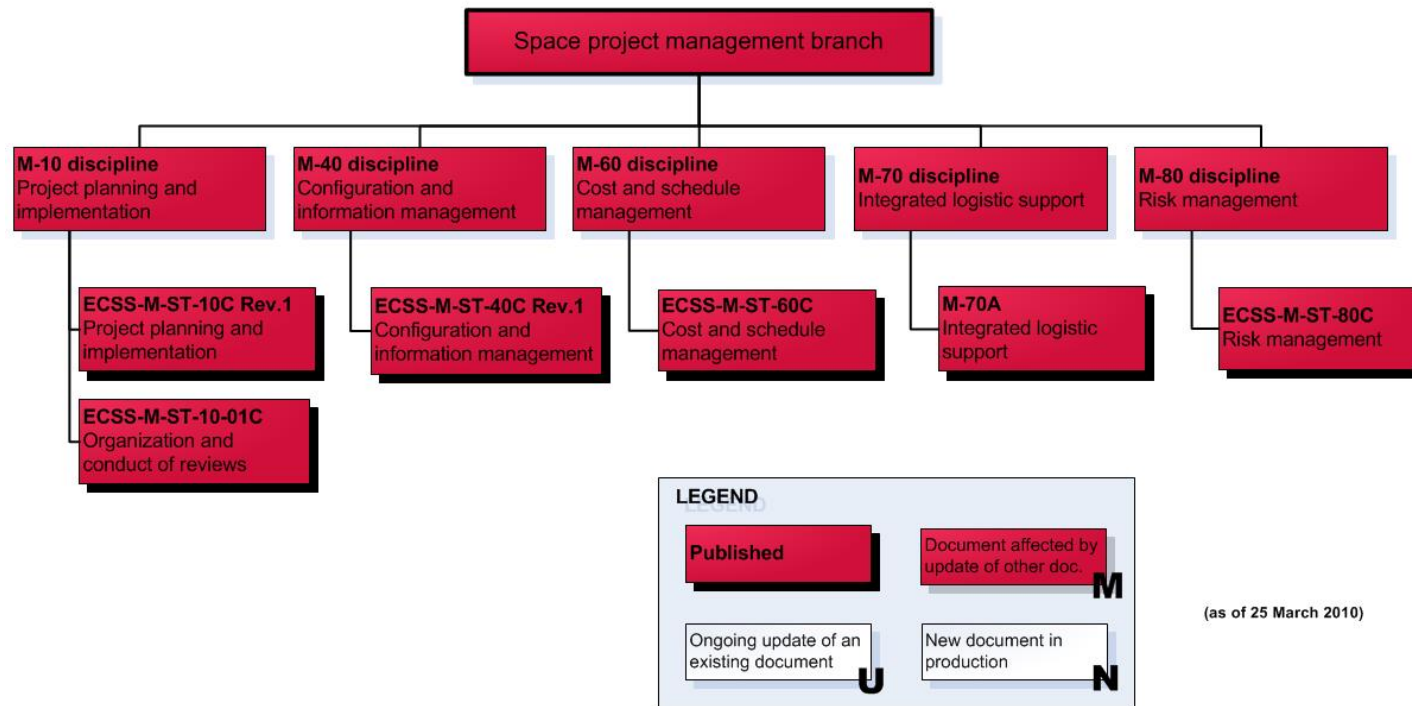 Space project management branch
M-10 discipline
Project planning and
implementation
M-40 discipline
Configuration and
information management
M-60 discipline
Cost and schedule
management
M-70 discipline
Integrated logistic support
M-80 discipline
Risk management
ECSS-M-ST-10C Rev.1
Project planning and
implementation
ECSS-M-ST-40C Rev.1
Configuration and
information management
ECSS-M-ST-60C
Cost and schedule
management
M-70A
Integrated logistic
support
ECSS-M-ST-80C
Risk management
ECSS-M-ST-10-01C
Organization and
conduct of reviews
LEGEND
Published
Document affected by
update of other doc.
M
Ongoing update of an
existing document
U
New document in
production
N
(as of 25 March 2010)